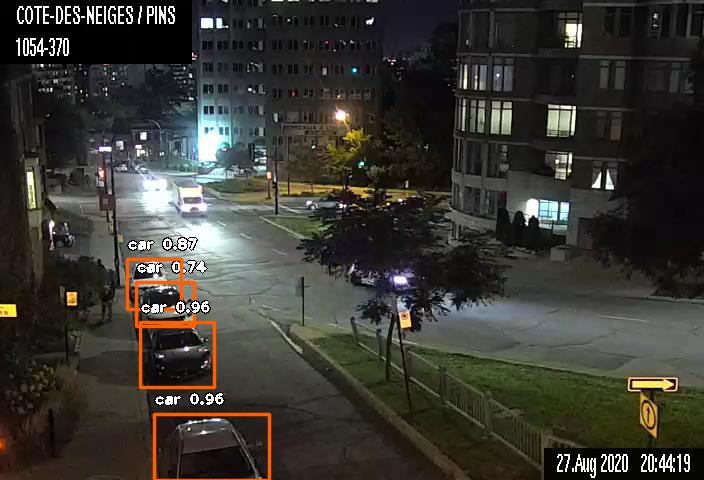 COTE-DES-NEIGES / PINS
1054-370
car 0.87
car 0.74
car 0.96
car 0.96
1
27.Aug 2020 20:44:19